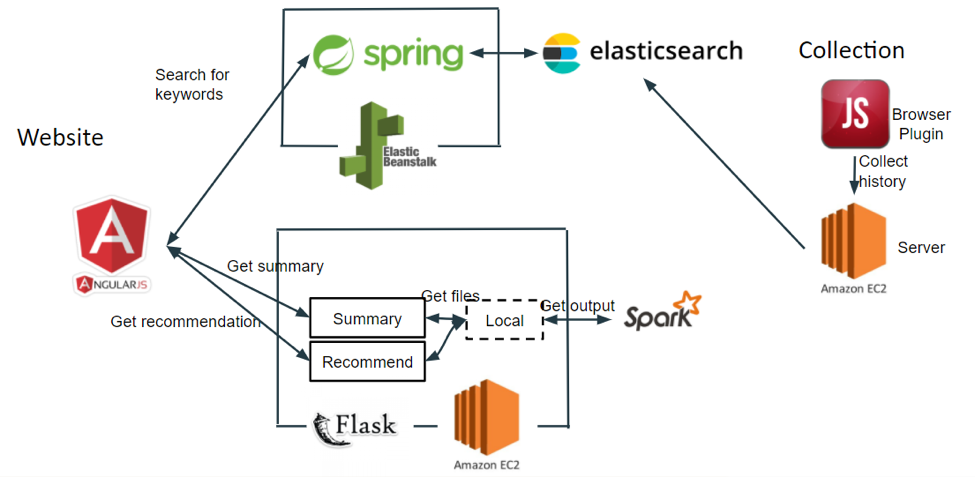 spring
elasticsearch
Collection
Search for
keywords
JS
Browser
Plugin
Website
Elastic
Beanstalk
Collect
history
A
ANGULARJS
Server
Amazon EC2
Get summary
Get files
Get output
Get recommendation
Summary
Local
Spark
Recommend
Flask
Amazon EC2